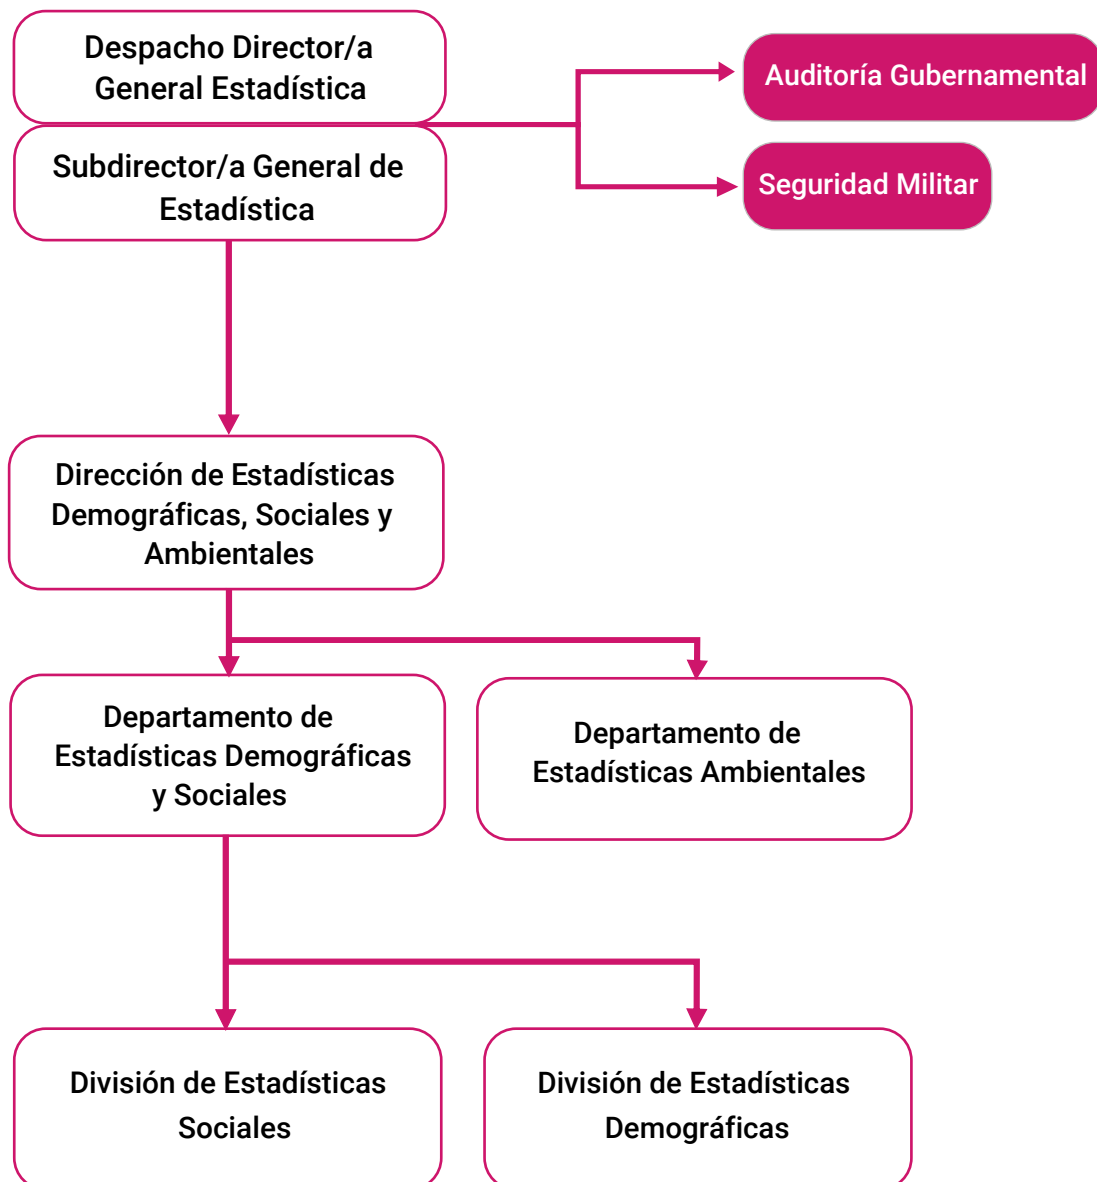 Despacho Director/a
General Estadística
Auditoría Gubernamental
Subdirector/a General de
Estadística
Seguridad Militar
Dirección de Estadísticas
Demográficas, Sociales y
Ambientales
Departamento de
Estadísticas Demográficas
y Sociales
Departamento de
Estadísticas Ambientales
División de Estadísticas
Sociales
División de Estadísticas
Demográficas